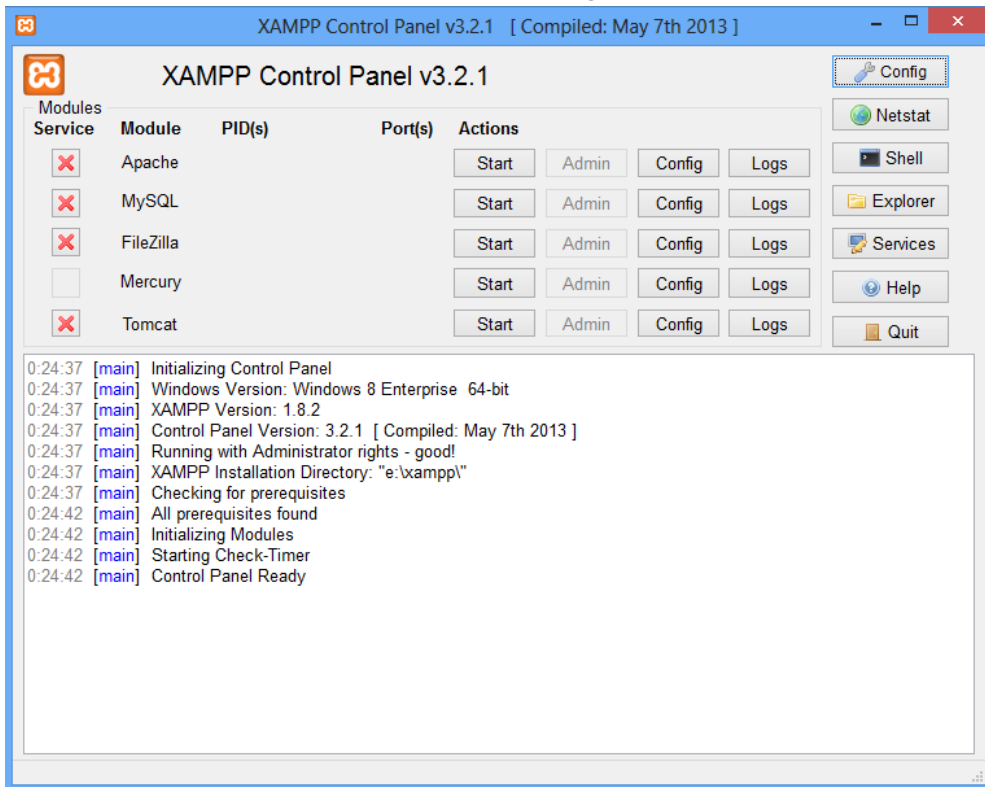 XAMPP Control Panel v3.2.1 [ Compiled: May 7th 2013 ]
XAMPP Control Panel v3.2.1
Config
Modules
Service Module PID(s) Port(s) Actions
Netstat
Apache Start Admin Config Logs
Shell
MySQL Start Admin Config Logs
Explorer
FileZilla Start Admin Config Logs
Services
Mercury Start Admin Config Logs
Help
Tomcat Start Admin Config Logs
Quit
0:24:37 [main] Initializing Control Panel
0:24:37 [main] Windows Version: Windows 8 Enterprise 64-bit
0:24:37 [main] XAMPP Version: 1.8.2
0:24:37 [main] Control Panel Version: 3.2.1 [ Compiled: May 7th 2013 ]
0:24:37 [main] Running with Administrator rights - good!
0:24:37 [main] XAMPP Installation Directory: "e:\xampp\"
0:24:37 [main] Checking for prerequisites
0:24:42 [main] All prerequisites found
0:24:42 [main] Initializing Modules
0:24:42 [main] Starting Check-Timer
0:24:42 [main] Control Panel Ready